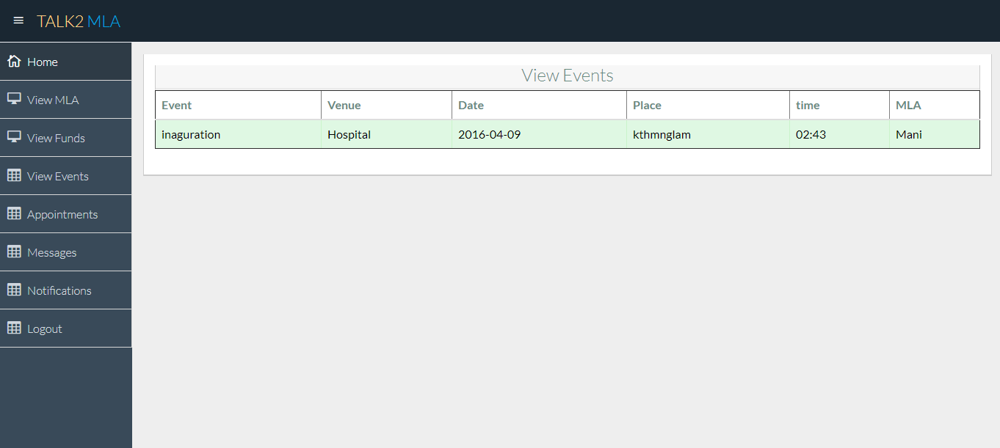 TALK2 MLA
Home
View MLA
View Funds
View Events
Appointments
Messages
Notifications
Logout
View Events
Event Venue Date Place time MLA
inaguration Hospital 2016-04-09 kthmnglam 02:43 Mani